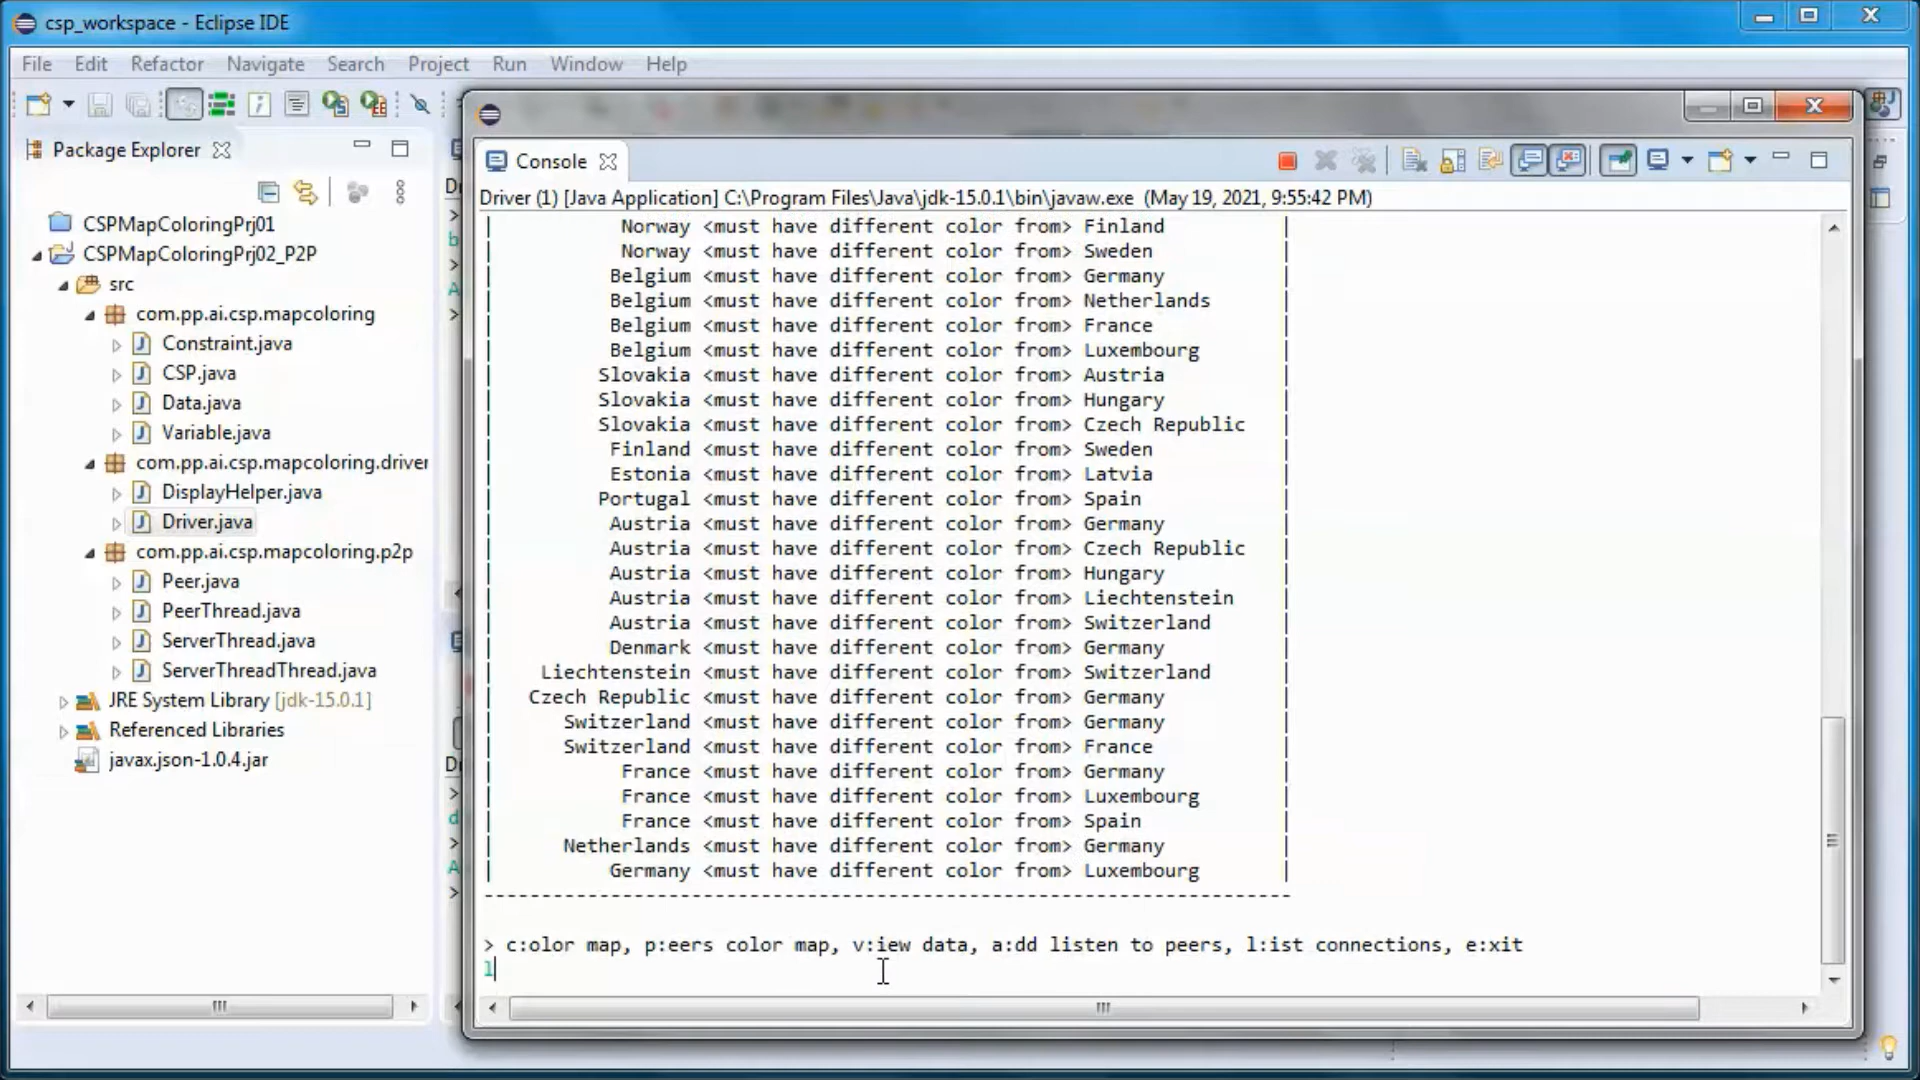 csp_workspace - Eclipse IDE
File Edit Refactor Navigate Search Project Run Window Help
Package Explorer
CSPMapColoringPrj01
CSPMapColoringPrj02_P2P
src
com.pp.ai.csp.mapcoloring
Constraint.java
CSP.java
Data.java
Variable.java
com.pp.ai.csp.mapcoloring.driver
DisplayHelper.java
Driver.java
com.pp.ai.csp.mapcoloring.p2p
Peer.java
PeerThread.java
ServerThread.java
ServerThreadThread.java
JRE System Library [jdk-15.0.1]
Referenced Libraries
javax.json-1.0.4.jar
Console
Driver (1) [Java Application] C:\Program Files\Java\jdk-15.0.1\bin\javaw.exe (May 19, 2021, 9:55:42 PM)
| Norway <must have different color from> Finland |
| Norway <must have different color from> Sweden |
| Belgium <must have different color from> Germany |
| Belgium <must have different color from> Netherlands |
| Belgium <must have different color from> France |
| Belgium <must have different color from> Luxembourg |
| Slovakia <must have different color from> Austria |
| Slovakia <must have different color from> Hungary |
| Slovakia <must have different color from> Czech Republic |
| Finland <must have different color from> Sweden |
| Estonia <must have different color from> Latvia |
| Portugal <must have different color from> Spain |
| Austria <must have different color from> Germany |
| Austria <must have different color from> Czech Republic |
| Austria <must have different color from> Hungary |
| Austria <must have different color from> Liechtenstein |
| Austria <must have different color from> Switzerland |
| Denmark <must have different color from> Germany |
| Liechtenstein <must have different color from> Switzerland |
| Czech Republic <must have different color from> Germany |
| Switzerland <must have different color from> Germany |
| Switzerland <must have different color from> France |
| France <must have different color from> Germany |
| France <must have different color from> Luxembourg |
| France <must have different color from> Spain |
| Netherlands <must have different color from> Germany |
| Germany <must have different color from> Luxembourg |
----------------------------------------------------------------------
> c:olor map, p:eers color map, v:iew data, a:dd listen to peers, l:ist connections, e:xit
l